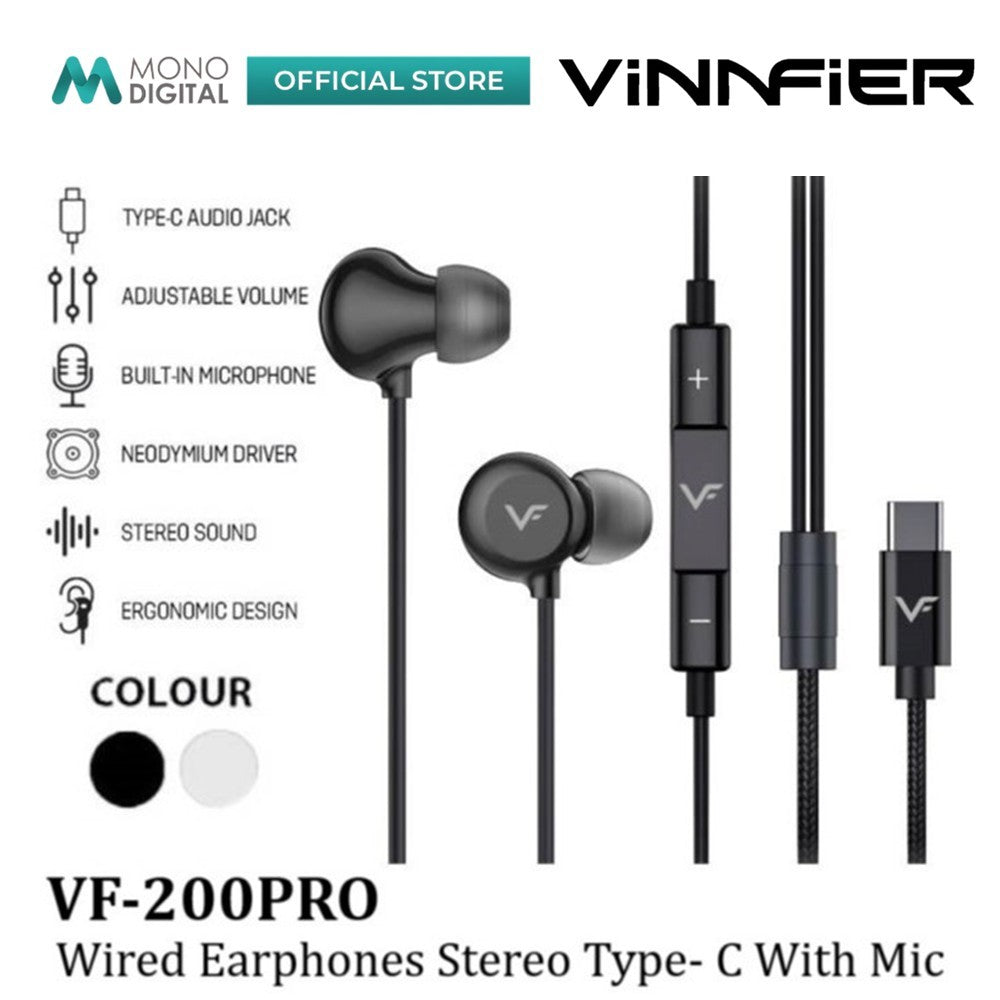 MONO
DIGITAL
OFFICIAL STORE
ViNNFiER
TYPE-C AUDIO JACK
ADJUSTABLE VOLUME
BUILT-IN MICROPHONE
NEODYMIUM DRIVER
STEREO SOUND
ERGONOMIC DESIGN
+
VF
VF
–
VF
COLOUR
VF-200PRO
Wired Earphones Stereo Type- C With Mic